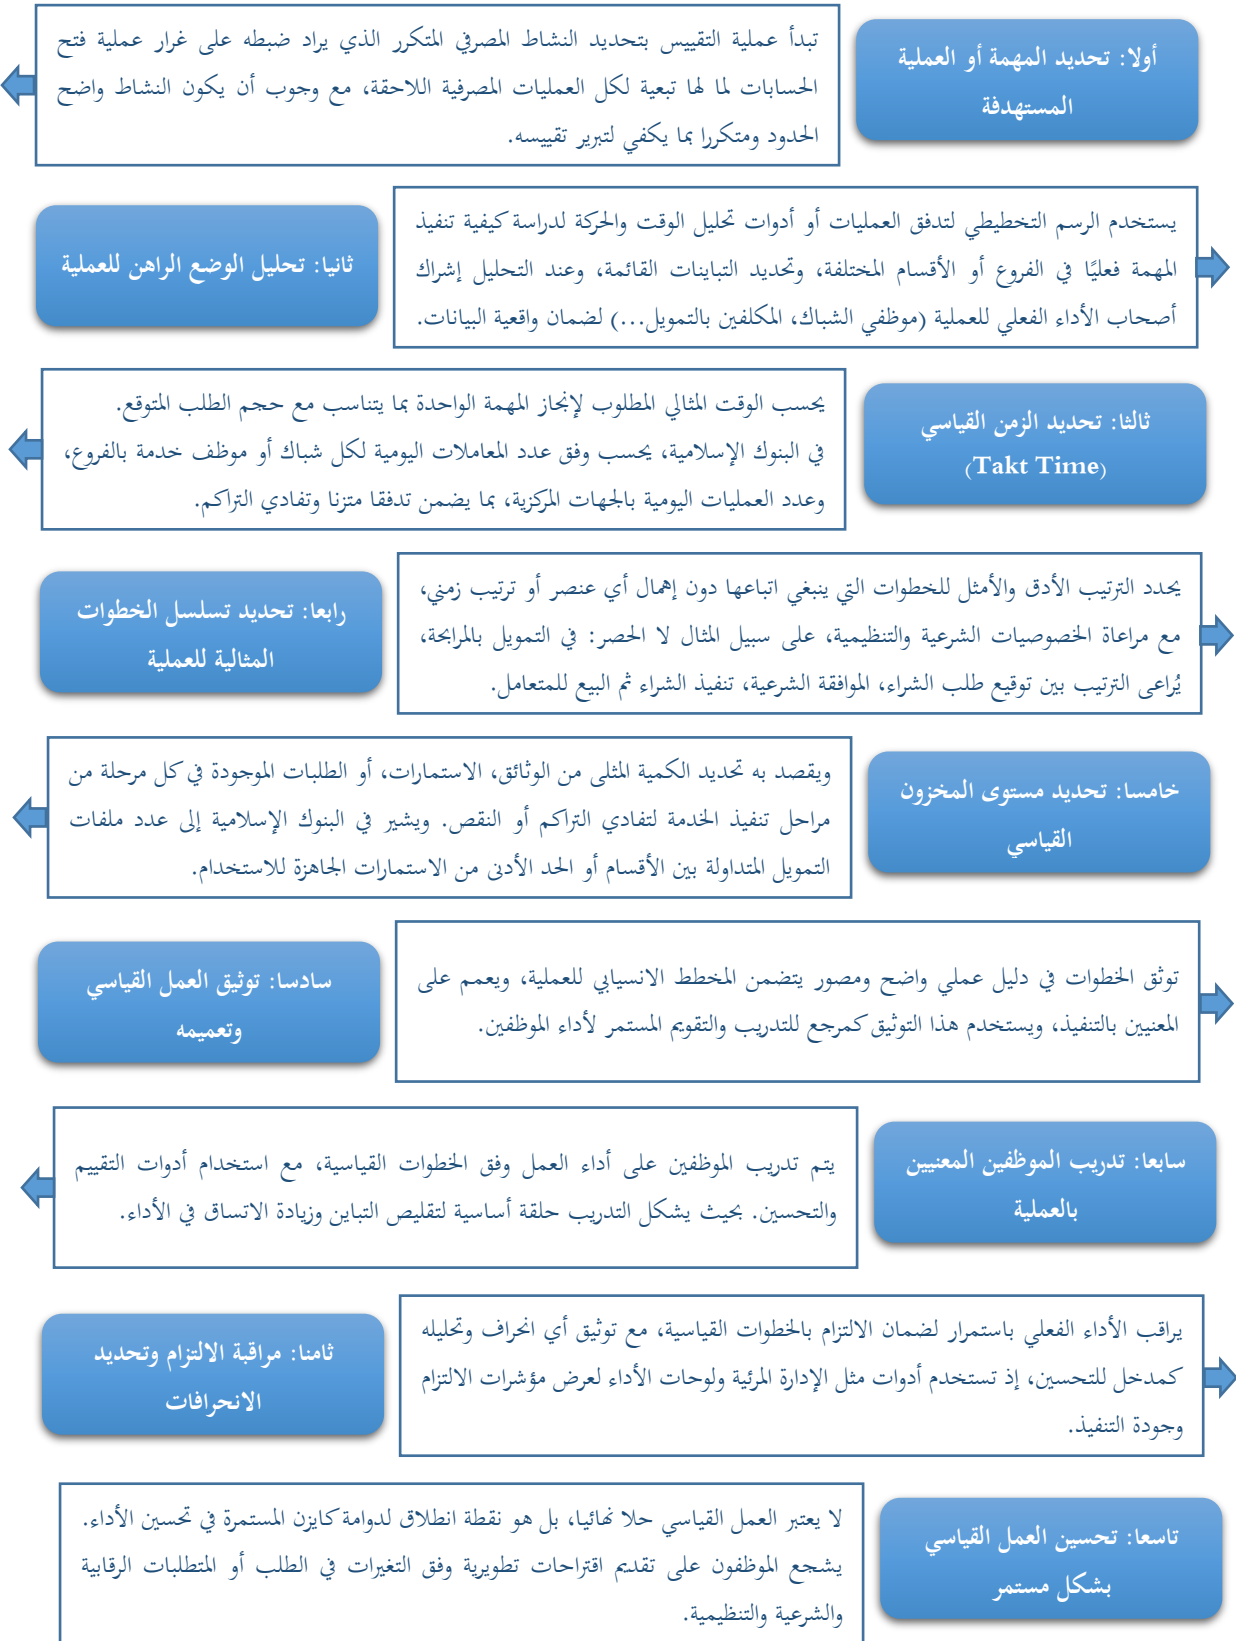 أولا: تحديد المهمة أو العملية
المستهدفة
تبدأ عملية التقييس بتحديد النشاط المصرفي المتكرر الذي يراد ضبطه على غرار عملية فتح
الحسابات لما لها تبعية لكل العمليات المصرفية اللاحقة، مع وجوب أن يكون النشاط واضح
الحدود ومتكررا بما يكفي لتبرير تقييسه.
ثانيا: تحليل الوضع الراهن للعملية
يستخدم الرسم التخطيطي لتدفق العمليات أو أدوات تحليل الوقت والحركة لدراسة كيفية تنفيذ
المهمة فعليًا في الفروع أو الأقسام المختلفة، وتحديد التباينات القائمة، وعند التحليل إشراك
أصحاب الأداء الفعلي للعملية (موظفي الشباك، المكلفين بالتمويل...) لضمان واقعية البيانات.
ثالثا: تحديد الزمن القياسي
(Takt Time)
يحسب الوقت المثالي المطلوب لإنجاز المهمة الواحدة بما يتناسب مع حجم الطلب المتوقع.
في البنوك الإسلامية، يحسب وفق عدد المعاملات اليومية لكل شباك أو موظف خدمة بالفروع،
وعدد العمليات اليومية بالجهات المركزية، بما يضمن تدفقا متزنا وتفادي التراكم.
رابعا: تحديد تسلسل الخطوات
المثالية للعملية
يحدد الترتيب الأدق والأمثل للخطوات التي ينبغي اتباعها دون إهمال أي عنصر أو ترتيب زمني،
مع مراعاة الخصوصيات الشرعية والتنظيمية، على سبيل المثال لا الحصر: في التمويل بالمرابحة،
يُراعى الترتيب بين توقيع طلب الشراء، الموافقة الشرعية، تنفيذ الشراء ثم البيع للمتعامل.
خامسا: تحديد مستوى المخزون
القياسي
ويقصد به تحديد الكمية المثلى من الوثائق، الاستمارات، أو الطلبات الموجودة في كل مرحلة من
مراحل تنفيذ الخدمة لتفادي التراكم أو النقص. ويشير في البنوك الإسلامية إلى عدد ملفات
التمويل المتداولة بين الأقسام أو الحد الأدنى من الاستمارات الجاهزة للاستخدام.
سادسا: توثيق العمل القياسي
وتعميمه
توثق الخطوات في دليل عملي واضح ومصور يتضمن المخطط الانسيابي للعملية، ويعمم على
المعنيين بالتنفيذ، ويستخدم هذا التوثيق كمرجع للتدريب والتقويم المستمر لأداء الموظفين.
سابعا: تدريب الموظفين المعنيين
بالعملية
يتم تدريب الموظفين على أداء العمل وفق الخطوات القياسية، مع استخدام أدوات التقييم
والتحسين. بحيث يشكل التدريب حلقة أساسية لتقليص التباين وزيادة الاتساق في الأداء.
ثامنا: مراقبة الالتزام وتحديد
الانحرافات
يراقب الأداء الفعلي باستمرار لضمان الالتزام بالخطوات القياسية، مع توثيق أي انحراف وتحليله
كمدخل للتحسين، إذ تستخدم أدوات مثل الإدارة المرئية ولوحات الأداء لعرض مؤشرات الالتزام
وجودة التنفيذ.
تاسعا: تحسين العمل القياسي
بشكل مستمر
لا يعتبر العمل القياسي حلا نهائيا، بل هو نقطة انطلاق لدوامة كايزن المستمرة في تحسين الأداء.
يشجع الموظفون على تقديم اقتراحات تطويرية وفق التغيرات في الطلب أو المتطلبات الرقابية
والشرعية والتنظيمية.